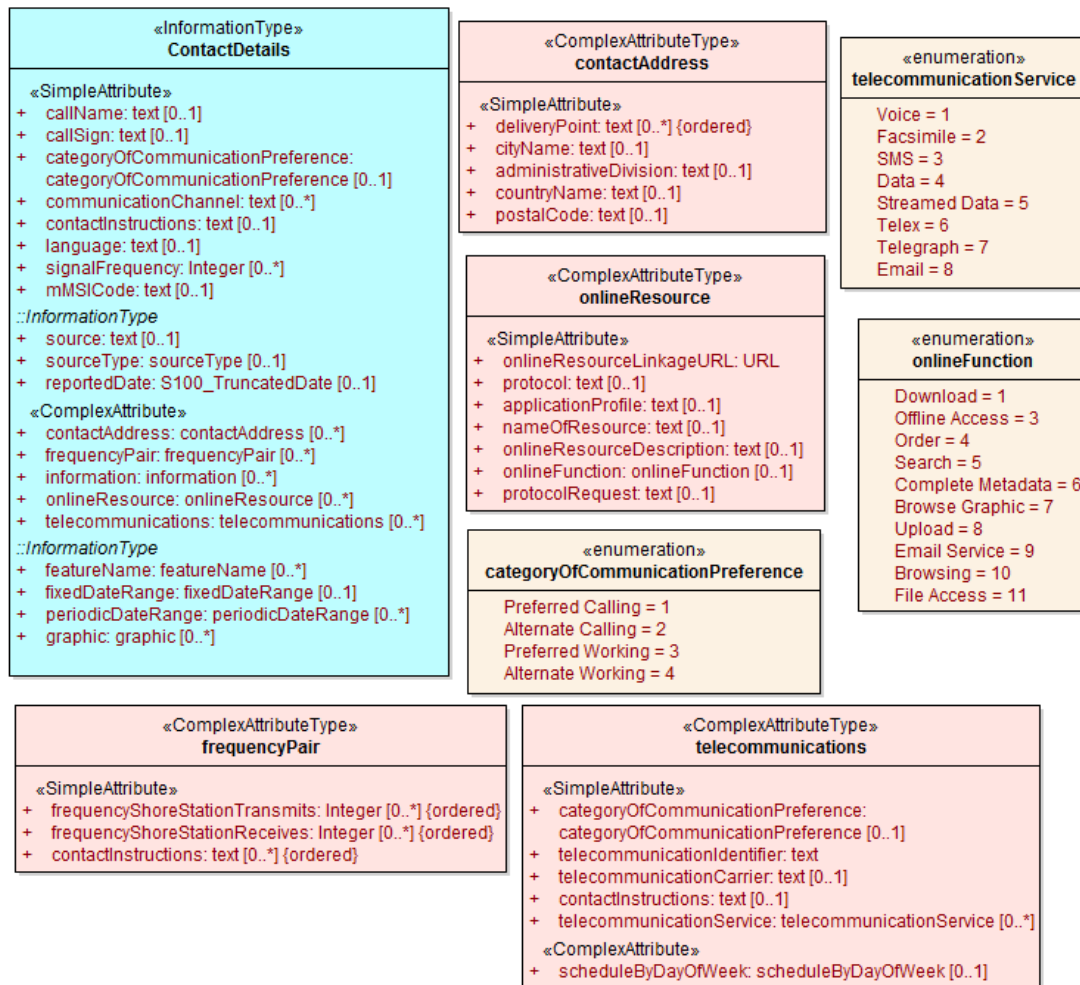 «InformationType»
ContactDetails
«SimpleAttribute»
+ callName: text [0..1]
+ callSign: text [0..1]
+ categoryOfCommunicationPreference:
categoryOfCommunicationPreference [0..1]
+ communicationChannel: text [0..*]
+ contactInstructions: text [0..1]
+ language: text [0..1]
+ signalFrequency: Integer [0..*]
+ mMSICode: text [0..1]
::InformationType
+ source: text [0..1]
+ sourceType: sourceType [0..1]
+ reportedDate: S100_TruncatedDate [0..1]
«ComplexAttribute»
+ contactAddress: contactAddress [0..*]
+ frequencyPair: frequencyPair [0..*]
+ information: information [0..*]
+ onlineResource: onlineResource [0..*]
+ telecommunications: telecommunications [0..*]
::InformationType
+ featureName: featureName [0..*]
+ fixedDateRange: fixedDateRange [0..1]
+ periodicDateRange: periodicDateRange [0..*]
+ graphic: graphic [0..*]
«ComplexAttributeType»
contactAddress
«SimpleAttribute»
+ deliveryPoint: text [0..*] {ordered}
+ cityName: text [0..1]
+ administrativeDivision: text [0..1]
+ countryName: text [0..1]
+ postalCode: text [0..1]
«enumeration»
telecommunicationService
Voice = 1
Facsimile = 2
SMS = 3
Data = 4
Streamed Data = 5
Telex = 6
Telegraph = 7
Email = 8
«ComplexAttributeType»
onlineResource
«SimpleAttribute»
+ onlineResourceLinkageURL: URL
+ protocol: text [0..1]
+ applicationProfile: text [0..1]
+ nameOfResource: text [0..1]
+ onlineResourceDescription: text [0..1]
+ onlineFunction: onlineFunction [0..1]
+ protocolRequest: text [0..1]
«enumeration»
onlineFunction
Download = 1
Offline Access = 3
Order = 4
Search = 5
Complete Metadata = 6
Browse Graphic = 7
Upload = 8
Email Service = 9
Browsing = 10
File Access = 11
«enumeration»
categoryOfCommunicationPreference
Preferred Calling = 1
Alternate Calling = 2
Preferred Working = 3
Alternate Working = 4
«ComplexAttributeType»
frequencyPair
«SimpleAttribute»
+ frequencyShoreStationTransmits: Integer [0..*] {ordered}
+ frequencyShoreStationReceives: Integer [0..*] {ordered}
+ contactInstructions: text [0..*] {ordered}
«ComplexAttributeType»
telecommunications
«SimpleAttribute»
+ categoryOfCommunicationPreference:
categoryOfCommunicationPreference [0..1]
+ telecommunicationIdentifier: text
+ telecommunicationCarrier: text [0..1]
+ contactInstructions: text [0..1]
+ telecommunicationService: telecommunicationService [0..*]
«ComplexAttribute»
+ scheduleByDayOfWeek: scheduleByDayOfWeek [0..1]